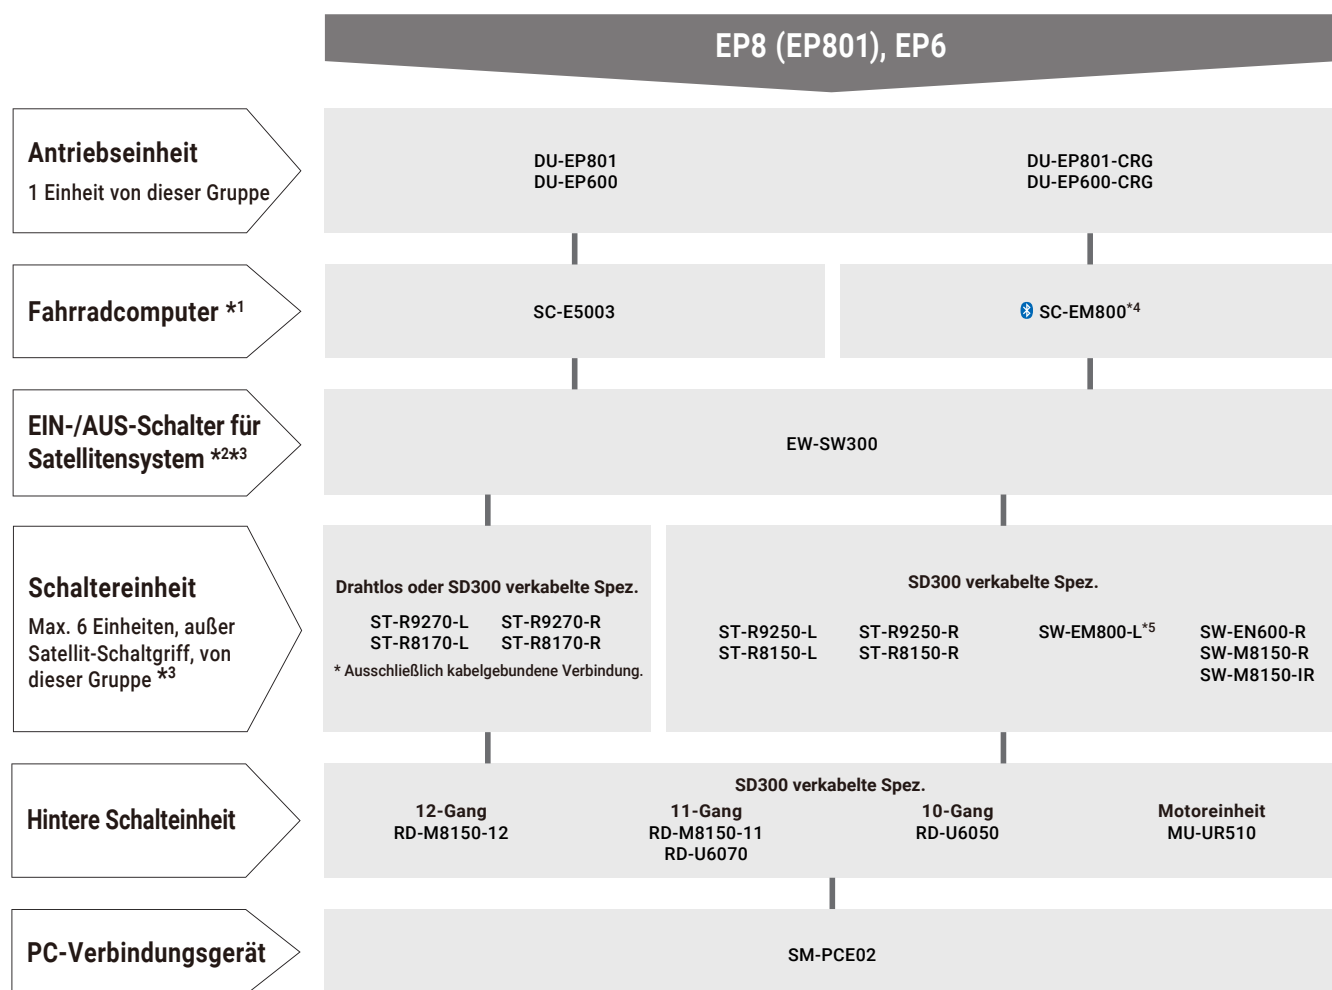 EP8 (EP801), EP6
Antriebseinheit
1 Einheit von dieser Gruppe
DU-EP801
DU-EP600
DU-EP801-CRG
DU-EP600-CRG
Fahrradcomputer *1
SC-E5003
SC-EM800*4
EIN-/AUS-Schalter für
Satellitensystem *2*3
EW-SW300
Schaltereinheit
Max. 6 Einheiten, außer
Satellit-Schaltgriff, von
dieser Gruppe *3
Drahtlos oder SD300 verkabelte Spez.
ST-R9270-L ST-R9270-R
ST-R8170-L ST-R8170-R
* Ausschließlich kabelgebundene Verbindung.
SD300 verkabelte Spez.
ST-R9250-L ST-R9250-R SW-EM800-L*5 SW-EN600-R
ST-R8150-L ST-R8150-R SW-M8150-R
SW-M8150-IR
Hintere Schalteinheit
SD300 verkabelte Spez.
12-Gang
RD-M8150-12
11-Gang
RD-M8150-11
RD-U6070
10-Gang
RD-U6050
Motoreinheit
MU-UR510
PC-Verbindungsgerät
SM-PCE02